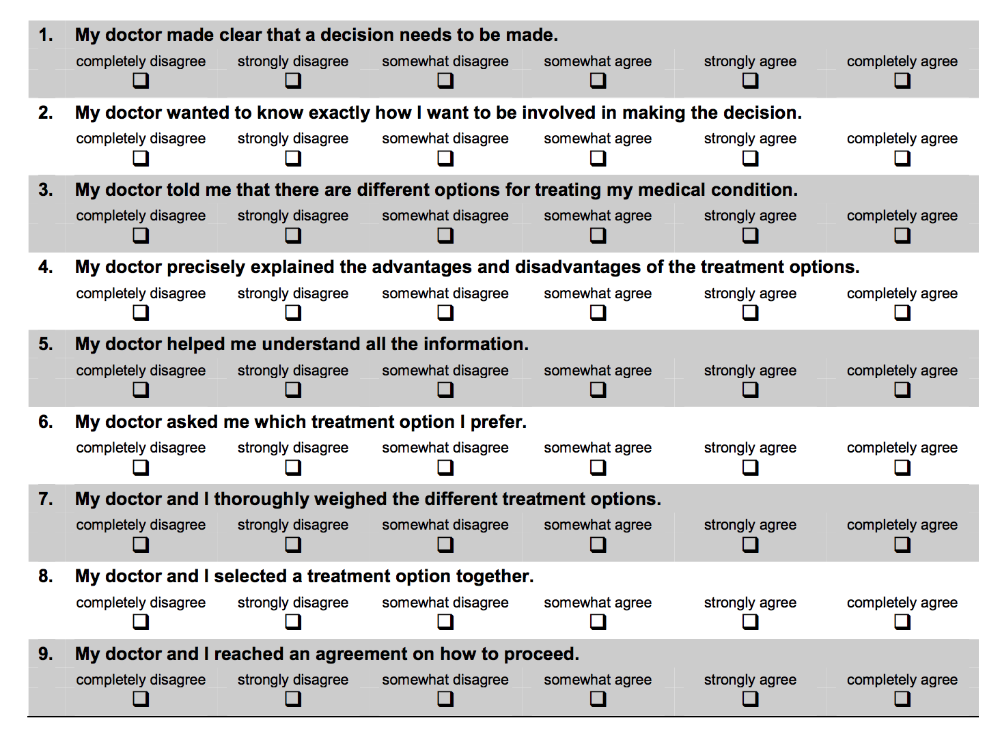 1. My doctor made clear that a decision needs to be made.
completely disagree strongly disagree somewhat disagree somewhat agree strongly agree completely agree
2. My doctor wanted to know exactly how I want to be involved in making the decision.
completely disagree strongly disagree somewhat disagree somewhat agree strongly agree completely agree
3. My doctor told me that there are different options for treating my medical condition.
completely disagree strongly disagree somewhat disagree somewhat agree strongly agree completely agree
4. My doctor precisely explained the advantages and disadvantages of the treatment options.
completely disagree strongly disagree somewhat disagree somewhat agree strongly agree completely agree
5. My doctor helped me understand all the information.
completely disagree strongly disagree somewhat disagree somewhat agree strongly agree completely agree
6. My doctor asked me which treatment option I prefer.
completely disagree strongly disagree somewhat disagree somewhat agree strongly agree completely agree
7. My doctor and I thoroughly weighed the different treatment options.
completely disagree strongly disagree somewhat disagree somewhat agree strongly agree completely agree
8. My doctor and I selected a treatment option together.
completely disagree strongly disagree somewhat disagree somewhat agree strongly agree completely agree
9. My doctor and I reached an agreement on how to proceed.
completely disagree strongly disagree somewhat disagree somewhat agree strongly agree completely agree